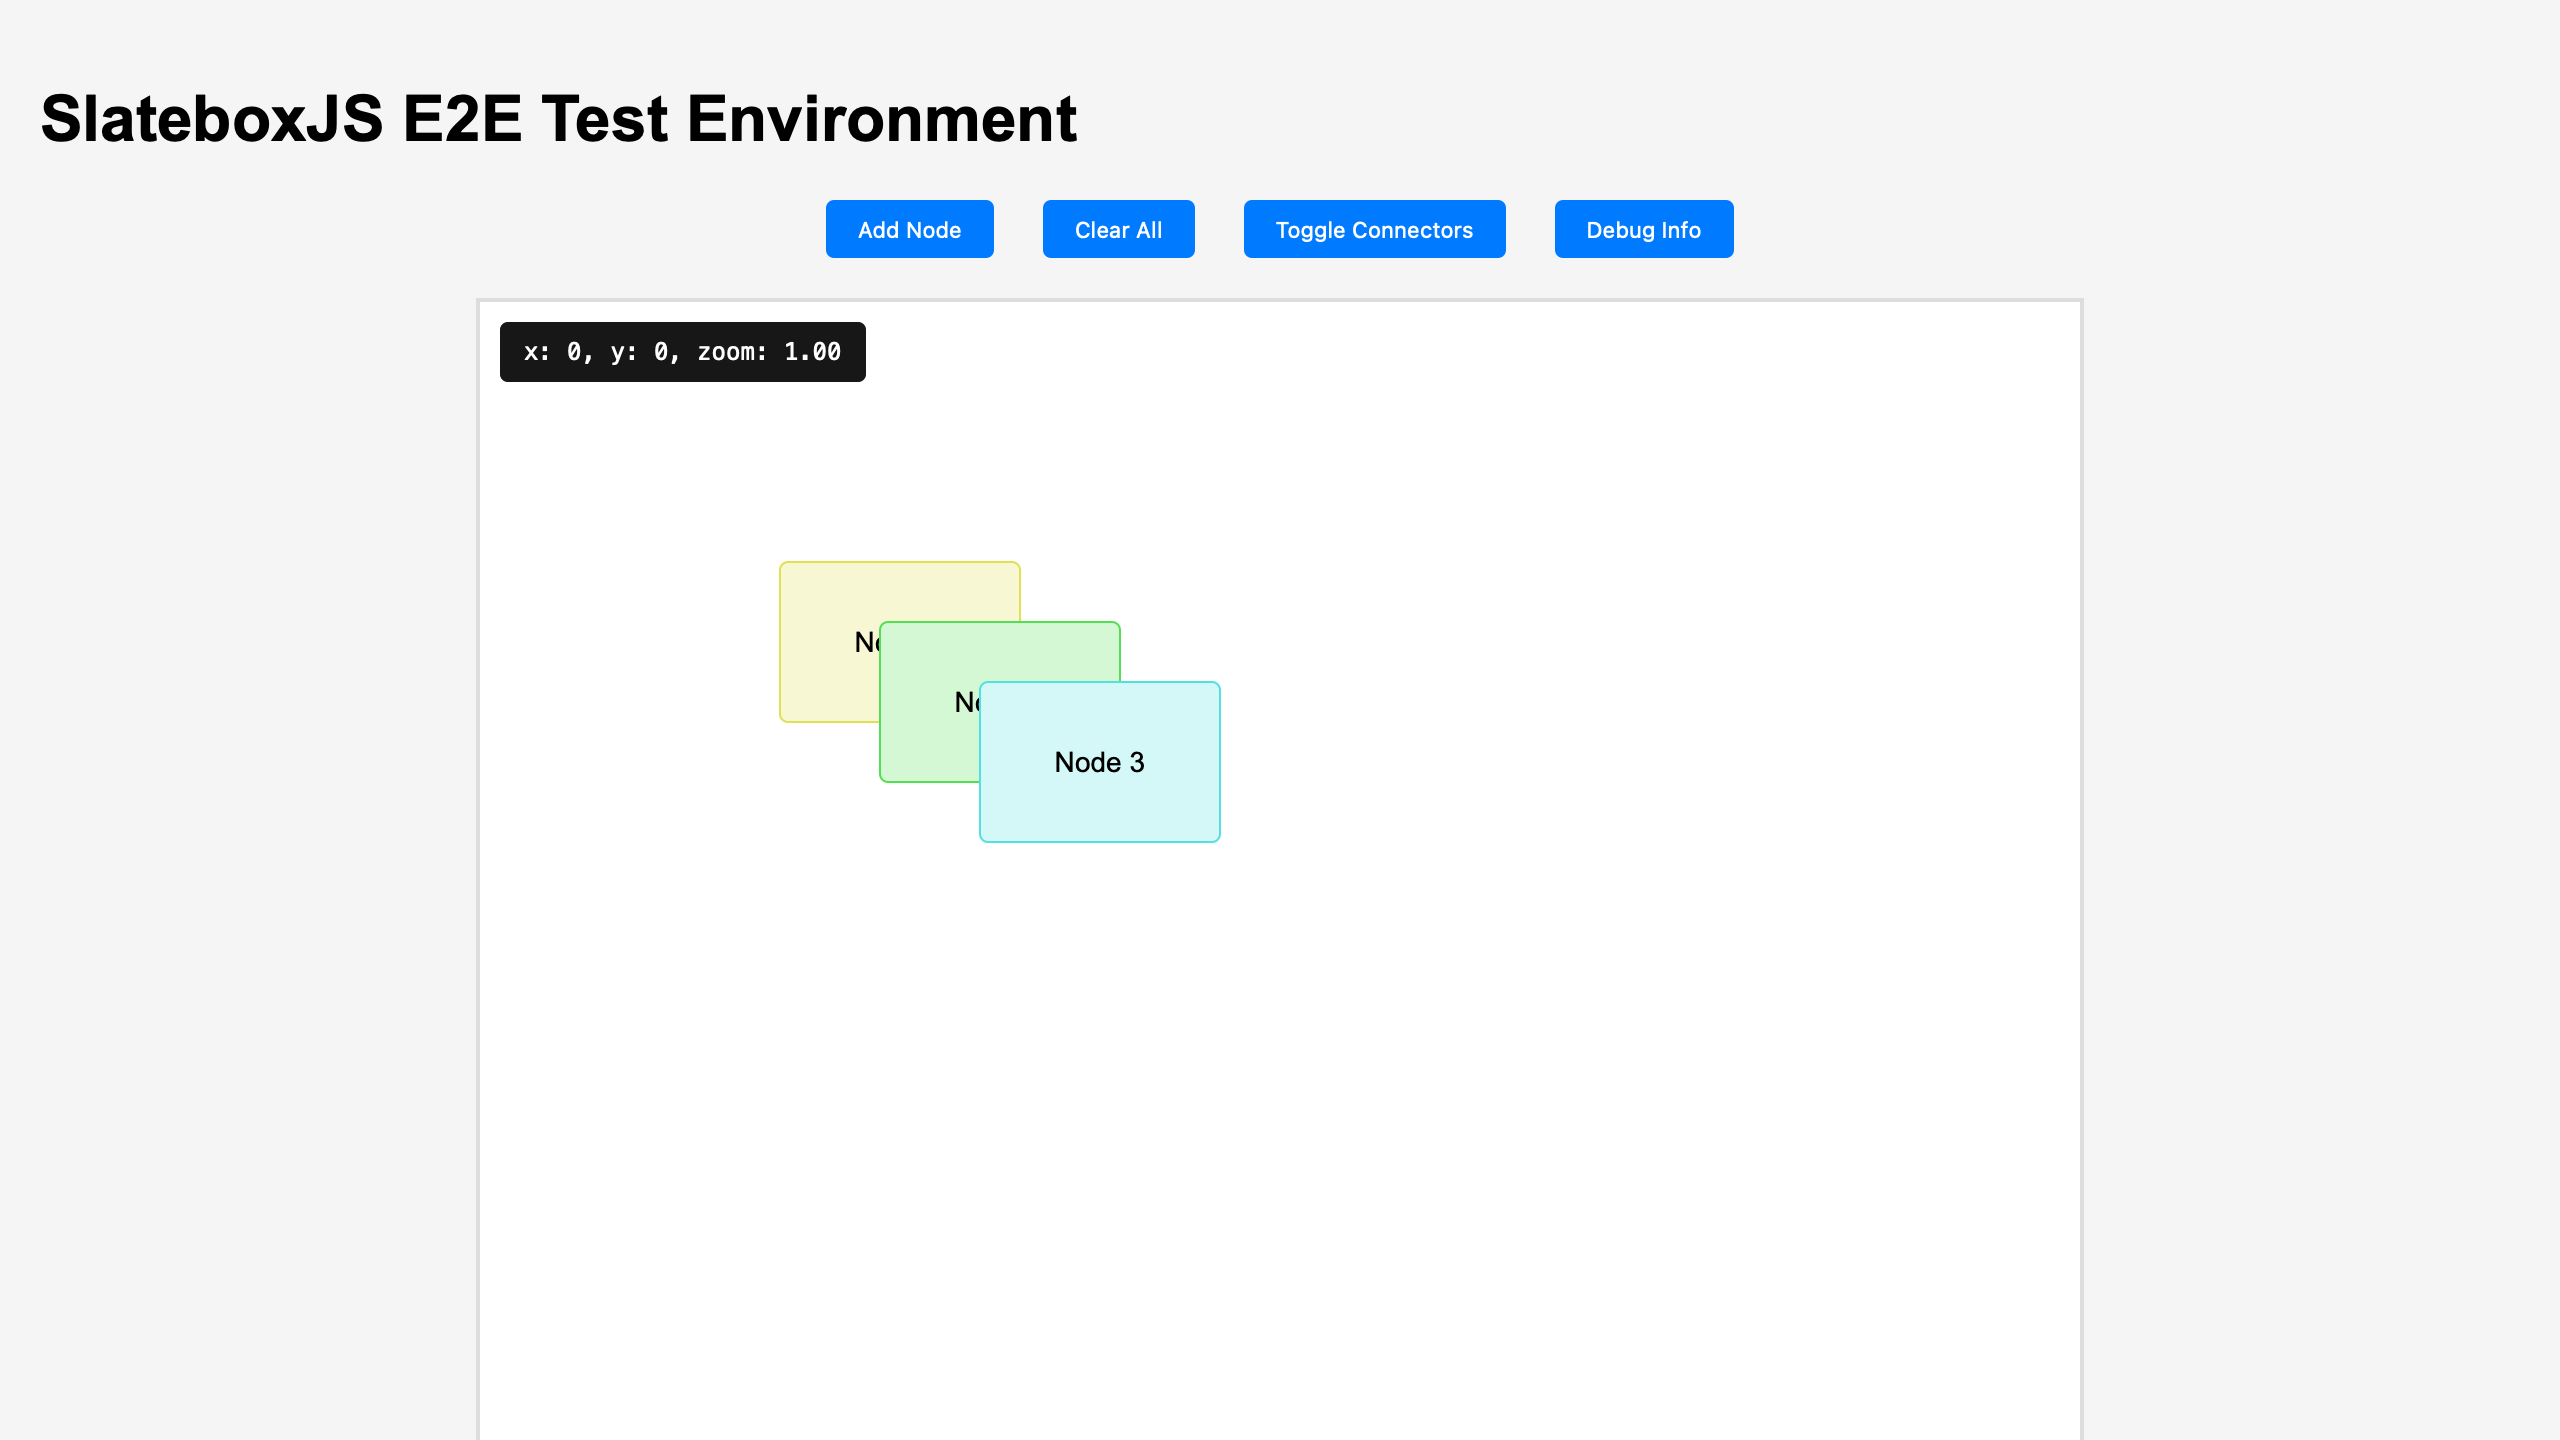 SlateboxJS E2E Test Environment
Add Node Clear All Toggle Connectors Debug Info
x: 0, y: 0, zoom: 1.00
Node 3